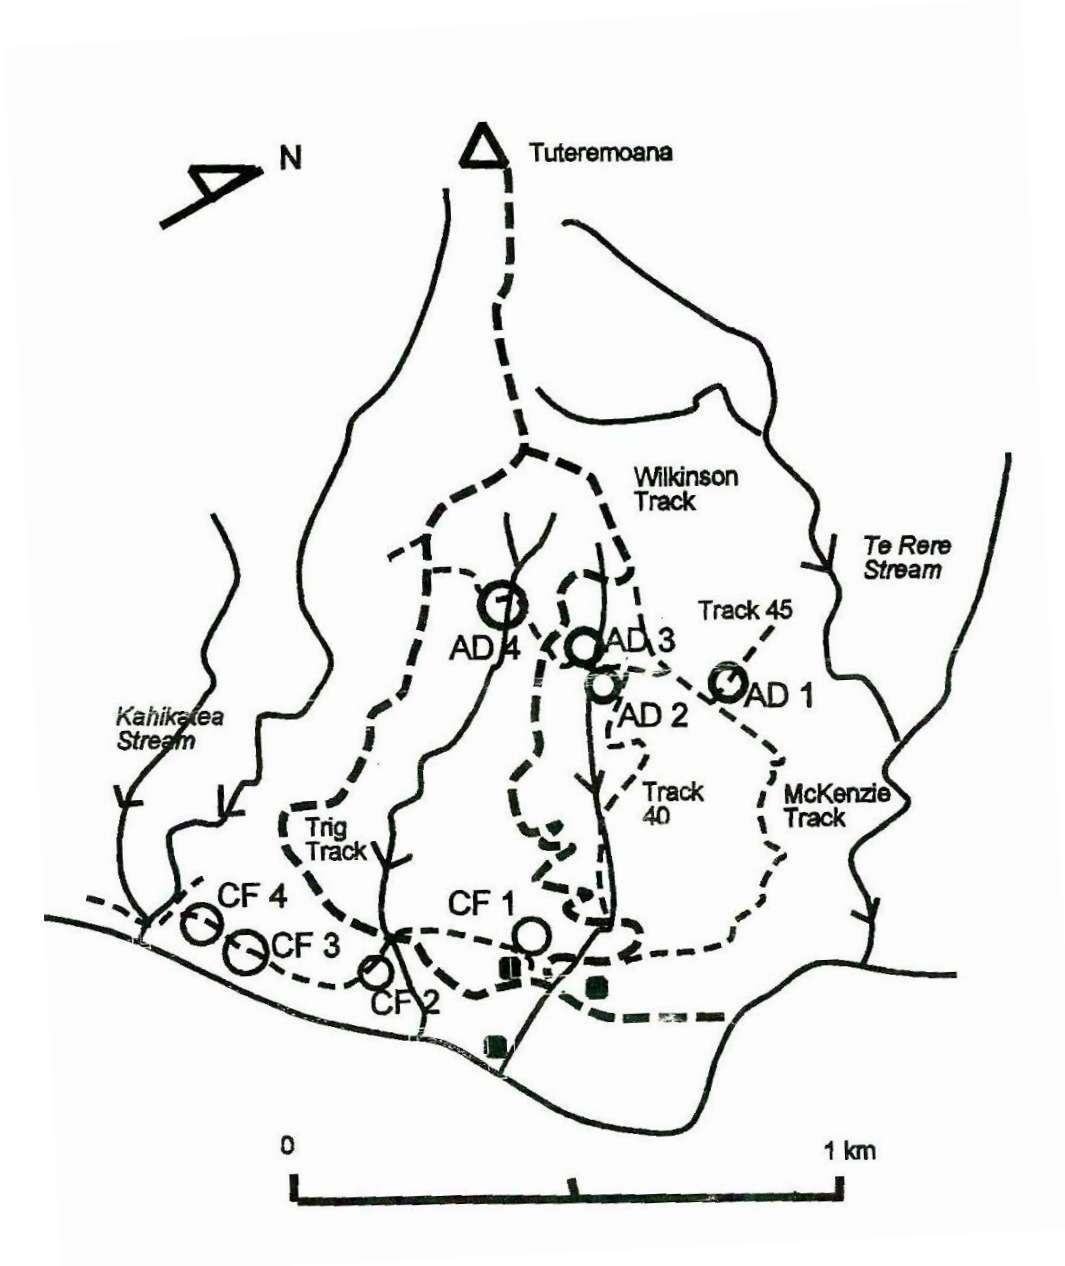 N
Tuteremoana
Wilkinson
Track
Te Rere
Stream
Track 45
AD 4
AD 3
AD 1
AD 2
Kahikatea
Stream
Track
40
McKenzie
Track
Trig
Track
CF 4
CF 1
CF 3
CF 2
0
1 km